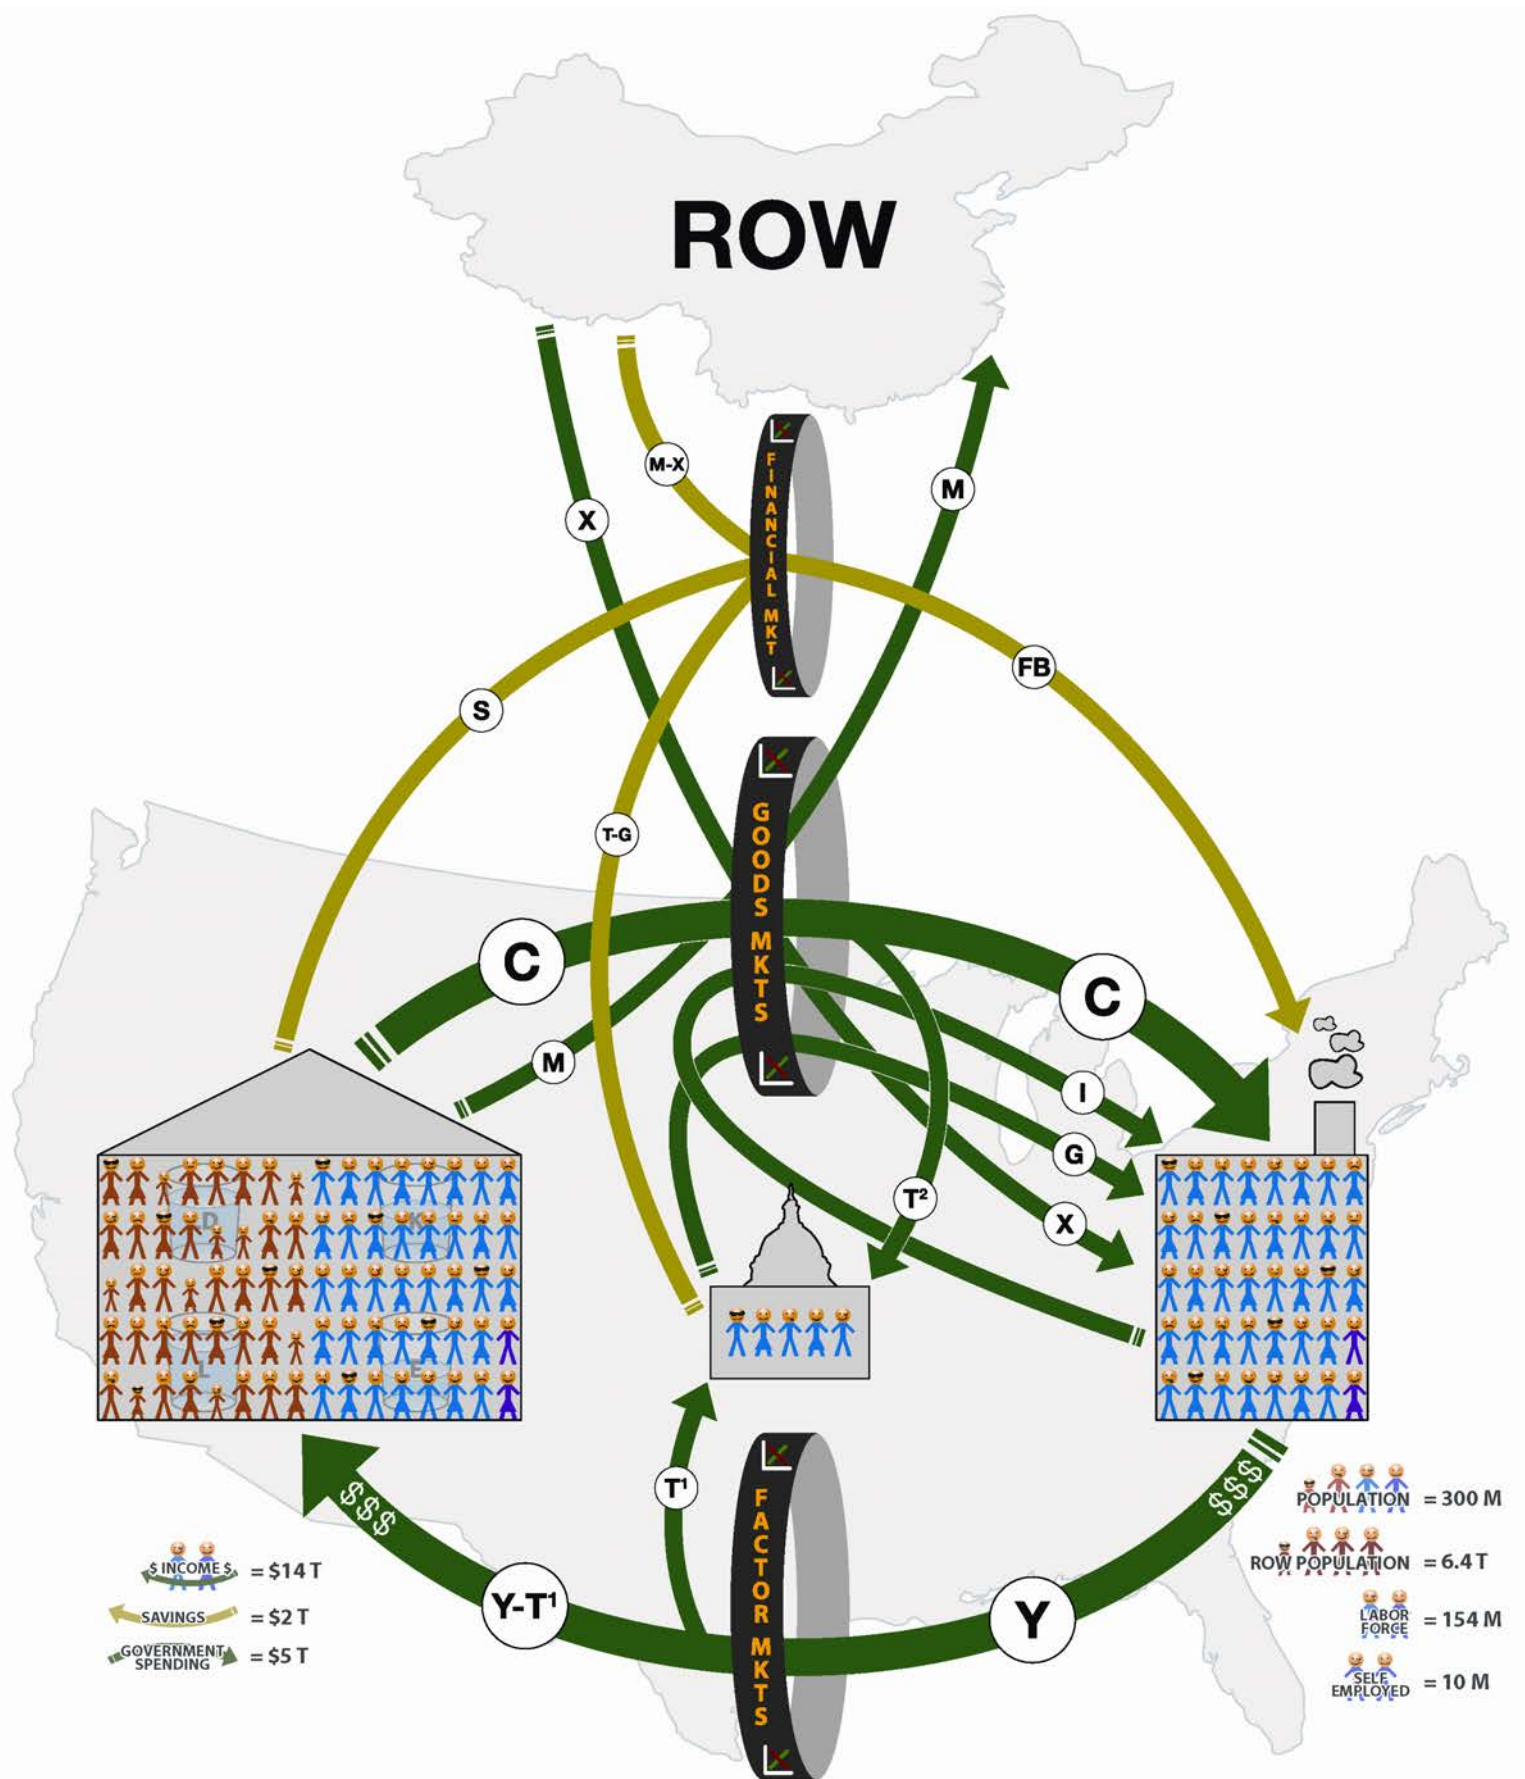 ROW
M-X
X
M
FINANCIAL MKT
FB
S
T-G
GOODS MKTS
C
C
M
I
G
T²
X
D
K
L
E
T¹
$$$
$$$
FACTOR MKTS
Y-T¹
Y
$ INCOME $ = $14 T
SAVINGS = $2 T
GOVERNMENT
SPENDING = $5 T
POPULATION = 300 M
ROW POPULATION = 6.4 T
LABOR
FORCE = 154 M
SELF
EMPLOYED = 10 M